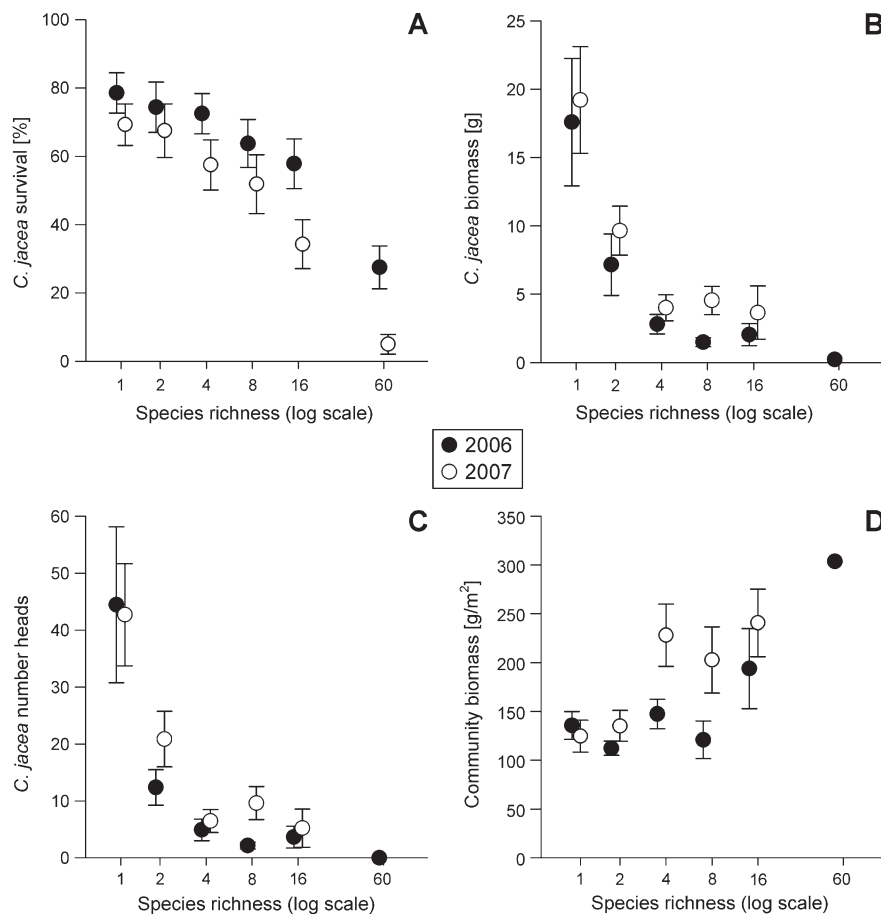 A
C. jacea survival [%]
100
80
60
40
20
0
1 2 4 8 16 60
Species richness (log scale)
B
C. jacea biomass [g]
25
20
15
10
5
0
1 2 4 8 16 60
Species richness (log scale)
2006
2007
C
C. jacea number heads
60
50
40
30
20
10
0
1 2 4 8 16 60
Species richness (log scale)
D
Community biomass [g/m²]
350
300
250
200
150
100
50
0
1 2 4 8 16 60
Species richness (log scale)